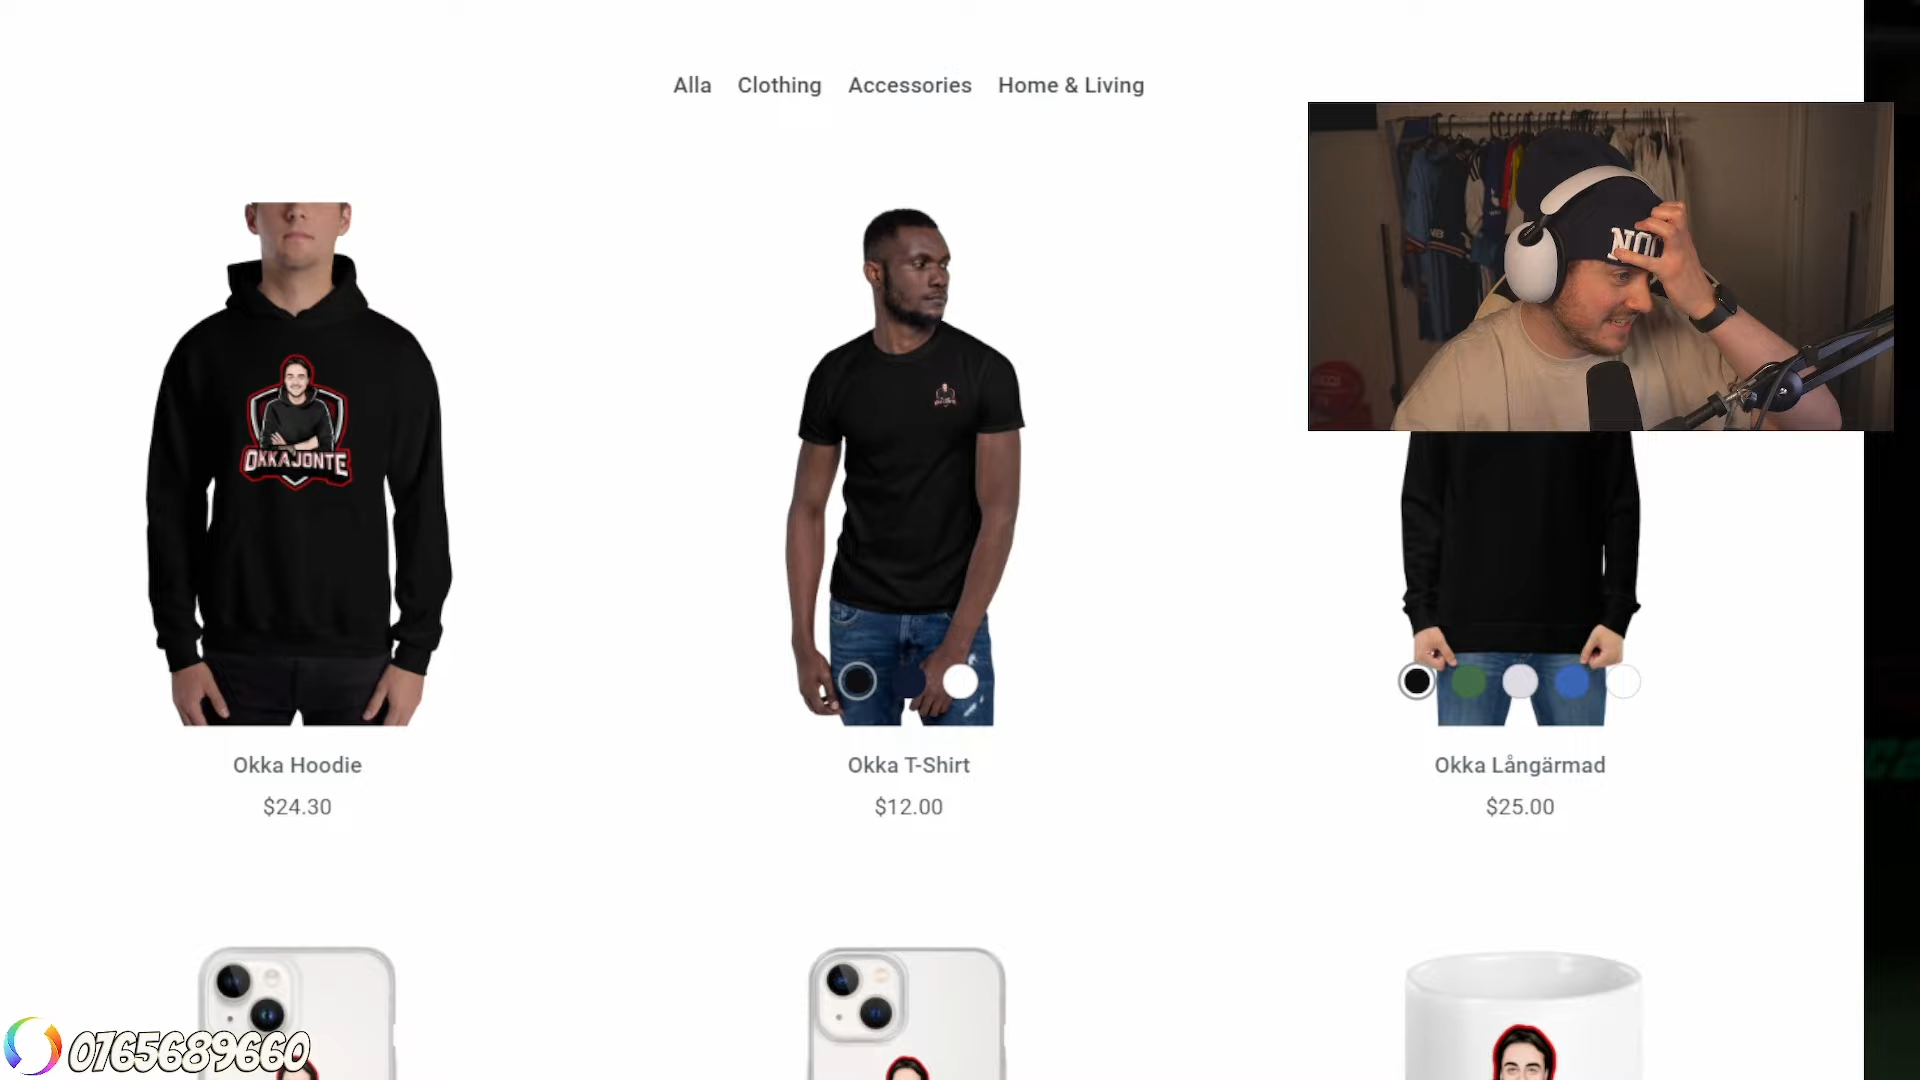 Alla Clothing Accessories Home & Living
OKKAJONTE
Okka Hoodie
$24.30
Okka T-Shirt
$12.00
Okka Långärmad
$25.00
0765689660